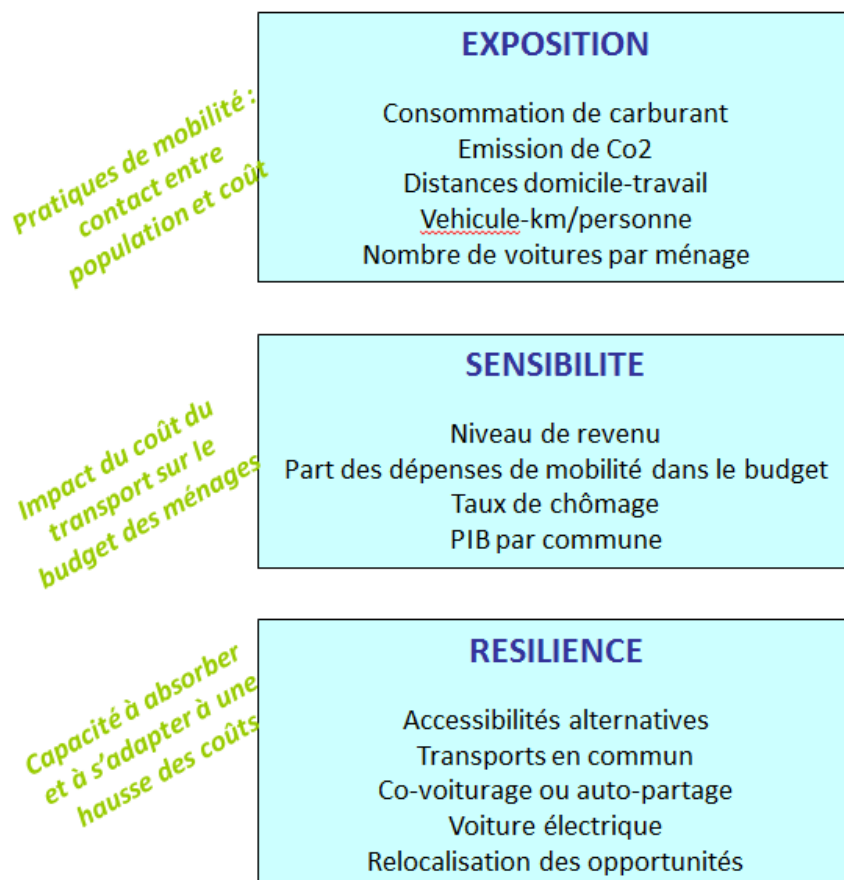 EXPOSITION
Pratiques de mobilité :
contact entre
population et coût
Consommation de carburant
Emission de Co2
Distances domicile-travail
Vehicule-km/personne
Nombre de voitures par ménage
SENSIBILITE
Impact du coût du
transport sur le
budget des ménages
Niveau de revenu
Part des dépenses de mobilité dans le budget
Taux de chômage
PIB par commune
RESILIENCE
Capacité à absorber
et à s'adapter à une
hausse des coûts
Accessibilités alternatives
Transports en commun
Co-voiturage ou auto-partage
Voiture électrique
Relocalisation des opportunités